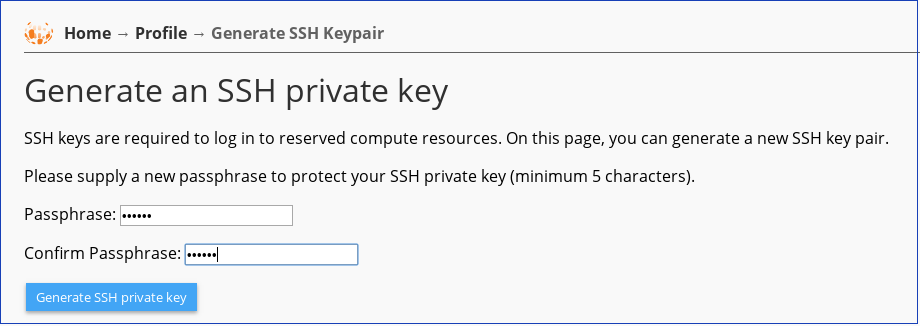 Home → Profile → Generate SSH Keypair
Generate an SSH private key
SSH keys are required to log in to reserved compute resources. On this page, you can generate a new SSH key pair.
Please supply a new passphrase to protect your SSH private key (minimum 5 characters).
Passphrase: ••••••
Confirm Passphrase: ••••••
Generate SSH private key